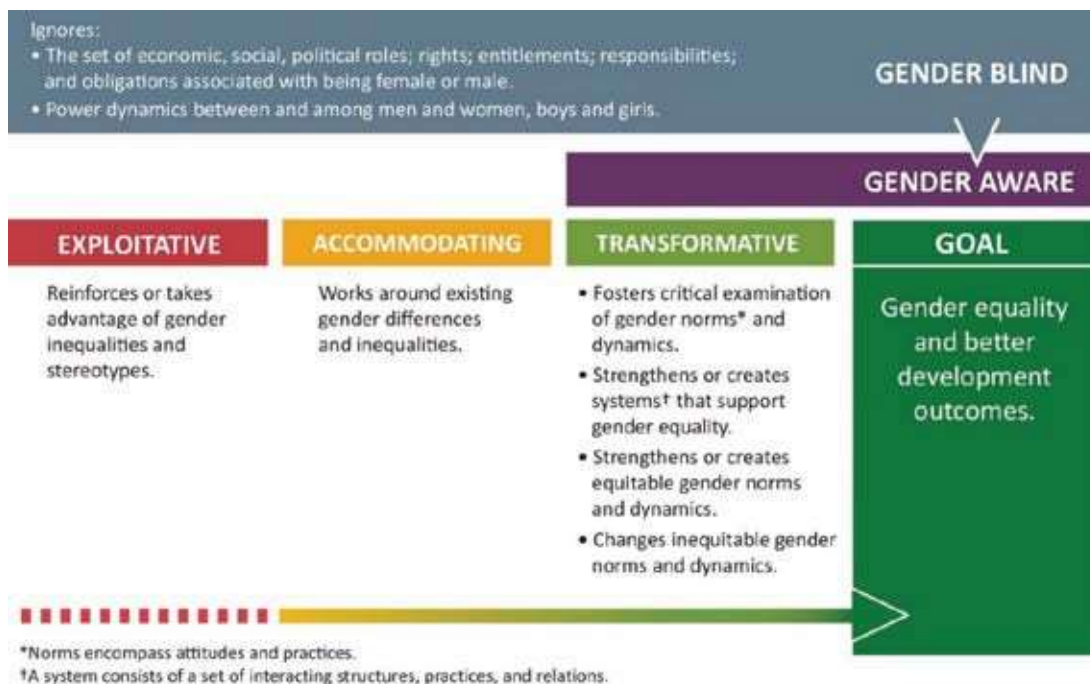 Ignores:
• The set of economic, social, political roles; rights; entitlements; responsibilities;
and obligations associated with being female or male.
• Power dynamics between and among men and women, boys and girls.
GENDER BLIND
GENDER AWARE
EXPLOITATIVE
Reinforces or takes
advantage of gender
inequalities and
stereotypes.
ACCOMMODATING
Works around existing
gender differences
and inequalities.
TRANSFORMATIVE
• Fosters critical examination
of gender norms* and
dynamics.
• Strengthens or creates
systems† that support
gender equality.
• Strengthens or creates
equitable gender norms
and dynamics.
• Changes inequitable gender
norms and dynamics.
GOAL
Gender equality
and better
development
outcomes.
*Norms encompass attitudes and practices.
†A system consists of a set of interacting structures, practices, and relations.